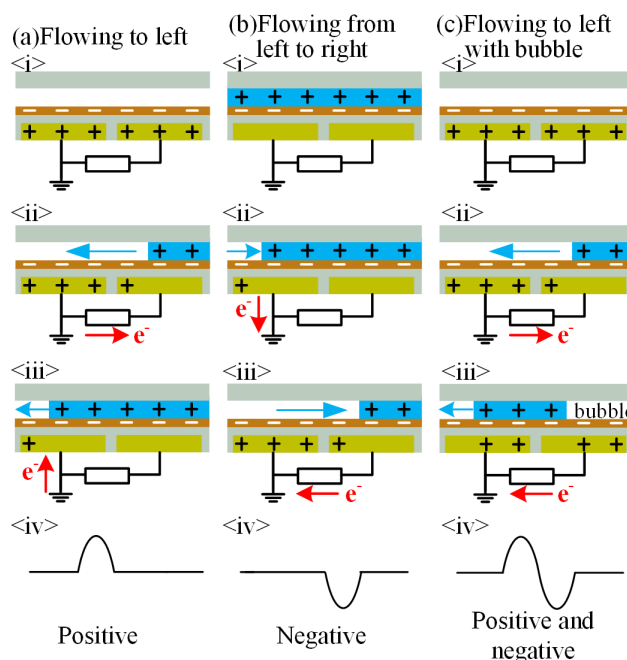 (a)Flowing to left
(b)Flowing from
left to right
(c)Flowing to left
with bubble
<i>
<i>
<i>
+ + + + + +
− − − − − − −
− − − − − − −
− − − − − − −
+ + + + + +
+ + + + + +
<ii>
<ii>
<ii>
+ +
+ + + + + +
+ +
− − − − − − −
− − − − − − −
− − − − − − −
+ + + +
+
+ + + +
e⁻
e⁻
e⁻
<iii>
<iii>
<iii>
+ + + + +
+ +
+ + +
bubble
− − − − − − −
− − − − − − −
− − − − − − −
+
+ + + +
+ + + +
e⁻
e⁻
e⁻
<iv>
<iv>
<iv>
Positive
Negative
Positive and
negative